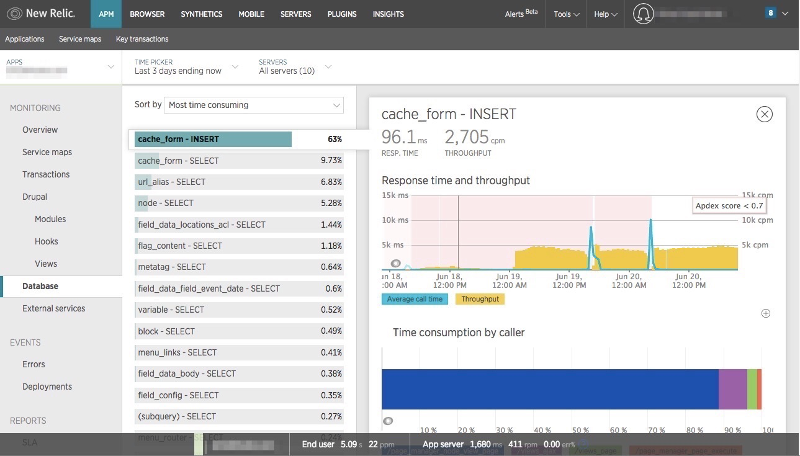 New Relic.
APM
BROWSER
SYNTHETICS
MOBILE
SERVERS
PLUGINS
INSIGHTS
Alerts Beta
Tools
Help
8
Applications
Service maps
Key transactions
APPS
TIME PICKER
Last 3 days ending now
SERVERS
All servers (10)
MONITORING
Overview
Service maps
Transactions
Drupal
Modules
Hooks
Views
Database
External services
EVENTS
Errors
Deployments
REPORTS
SLA
Sort by
Most time consuming
cache_form - INSERT 63%
cache_form - SELECT 9.73%
url_alias - SELECT 6.83%
node - SELECT 5.28%
field_data_locations_acl - SELECT 1.44%
flag_content - SELECT 1.18%
metatag - SELECT 0.64%
field_data_field_event_date - SELECT 0.6%
variable - SELECT 0.52%
block - SELECT 0.49%
menu_links - SELECT 0.41%
field_data_body - SELECT 0.38%
field_config - SELECT 0.35%
(subquery) - SELECT 0.27%
menu_router
cache_form - INSERT
96.1 ms 2,705 cpm
RESP. TIME THROUGHPUT
Response time and throughput
15k ms 15k cpm
Apdex score < 0.7
10k ms 10k cpm
5k ms 5k cpm
un 18, Jun 18, Jun 19, Jun 19, Jun 20, Jun 20,
:00 AM 12:00 PM 12:00 AM 12:00 PM 12:00 AM 12:00 PM
Average call time
Throughput
Time consumption by caller
10 % 20 % 30 % 40 % 50 % 60 % 70 % 80 % 90 % 10(
End user 5.09 s 22 ppm
App server 1,680 ms 411 rpm 0.00 err%